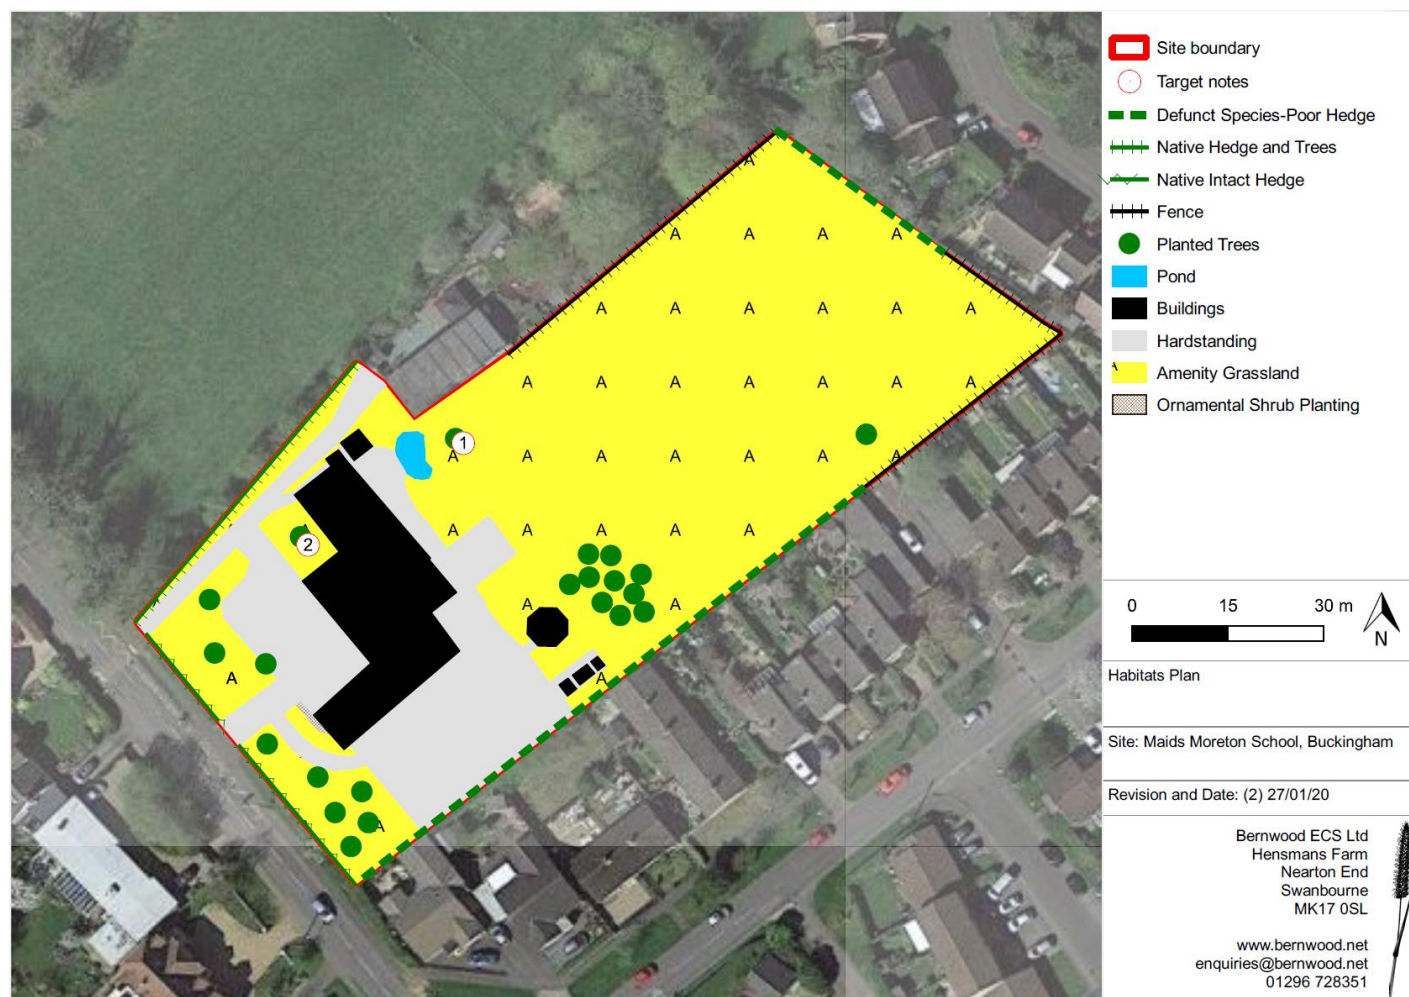 Site boundary
Target notes
Defunct Species-Poor Hedge
Native Hedge and Trees
Native Intact Hedge
Fence
Planted Trees
Pond
Buildings
Hardstanding
A Amenity Grassland
Ornamental Shrub Planting
A
A A A A
A A A A A A
A A A A A A A
1
A A A A A A A
2
A A A A A
A A
A A
A
0 15 30 m
N
Habitats Plan
Site: Maids Moreton School, Buckingham
Revision and Date: (2) 27/01/20
Bernwood ECS Ltd
Hensmans Farm
Nearton End
Swanbourne
MK17 0SL
www.bernwood.net
enquiries@bernwood.net
01296 728351